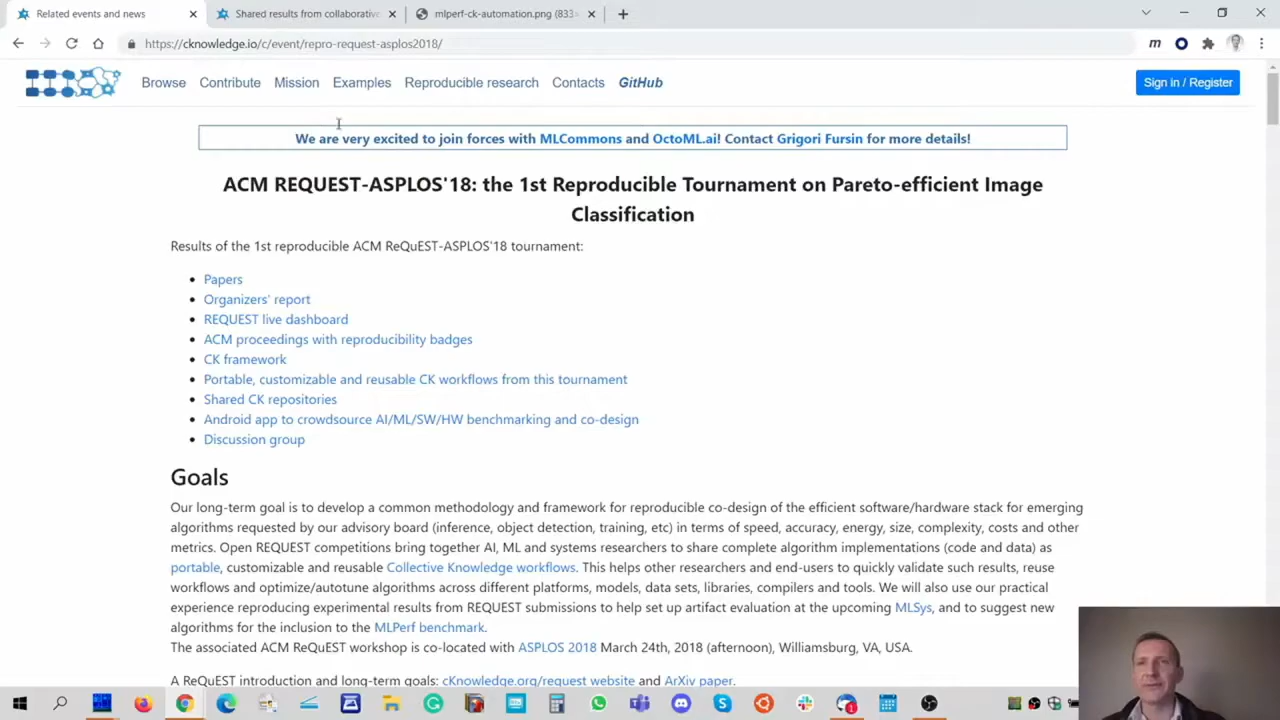 Related events and news
Shared results from collaborative
mlperf-ck-automation.png (833×
https://cknowledge.io/c/event/repro-request-asplos2018/
Browse Contribute Mission Examples Reproducible research Contacts GitHub Sign in / Register
We are very excited to join forces with MLCommons and OctoML.ai! Contact Grigori Fursin for more details!
ACM REQUEST-ASPLOS'18: the 1st Reproducible Tournament on Pareto-efficient Image
Classification
Results of the 1st reproducible ACM ReQuEST-ASPLOS'18 tournament:
Papers
Organizers' report
REQUEST live dashboard
ACM proceedings with reproducibility badges
CK framework
Portable, customizable and reusable CK workflows from this tournament
Shared CK repositories
Android app to crowdsource AI/ML/SW/HW benchmarking and co-design
Discussion group
Goals
Our long-term goal is to develop a common methodology and framework for reproducible co-design of the efficient software/hardware stack for emerging
algorithms requested by our advisory board (inference, object detection, training, etc) in terms of speed, accuracy, energy, size, complexity, costs and other
metrics. Open REQUEST competitions bring together AI, ML and systems researchers to share complete algorithm implementations (code and data) as
portable, customizable and reusable Collective Knowledge workflows. This helps other researchers and end-users to quickly validate such results, reuse
workflows and optimize/autotune algorithms across different platforms, models, data sets, libraries, compilers and tools. We will also use our practical
experience reproducing experimental results from REQUEST submissions to help set up artifact evaluation at the upcoming MLSys, and to suggest new
algorithms for the inclusion to the MLPerf benchmark.
The associated ACM ReQuEST workshop is co-located with ASPLOS 2018 March 24th, 2018 (afternoon), Williamsburg, VA, USA.
A ReQuEST introduction and long-term goals: cKnowledge.org/request website and ArXiv paper.